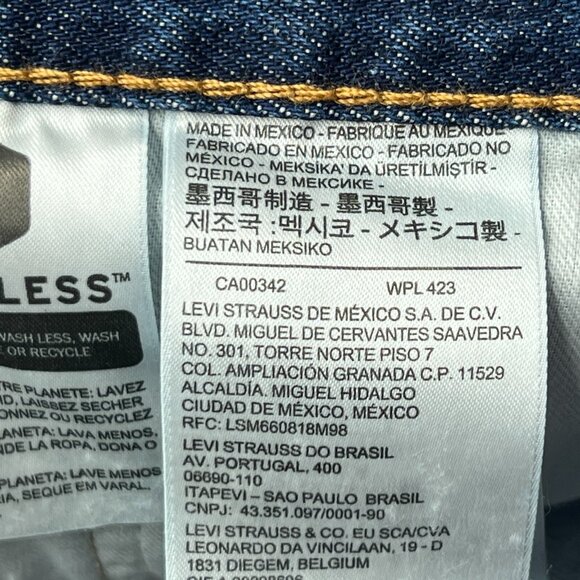 LESS™
WASH LESS, WASH
OR RECYCLE
PLANETE: LAVEZ
LAISSEZ SECHER
OU RECYCLEZ
LAVA MENOS,
DE LA ROPA, DONA O
PLANETA: LAVE MENOS
SEQUE EM VARAL,
MADE IN MEXICO - FABRIQUE AU MEXIQUE
FABRICADO EN MÉXICO - FABRICADO NO
MÉXICO - MEKSİKA' DA ÜRETİLMİŞTİR -
СДЕЛАНО В МЕКСИКЕ -
墨西哥制造 - 墨西哥製 -
제조국 :멕시코 - メキシコ製 -
BUATAN MEKSIKO
CA00342 WPL 423
LEVI STRAUSS DE MÉXICO S.A. DE C.V.
BLVD. MIGUEL DE CERVANTES SAAVEDRA
NO. 301, TORRE NORTE PISO 7
COL. AMPLIACIÓN GRANADA C.P. 11529
ALCALDÍA. MIGUEL HIDALGO
CIUDAD DE MÉXICO, MÉXICO
RFC: LSM660818M98
LEVI STRAUSS DO BRASIL
AV. PORTUGAL, 400
06690-110
ITAPEVI – SAO PAULO BRASIL
CNPJ: 43.351.097/0001-90
LEVI STRAUSS & CO. EU SCA/CVA
LEONARDO DA VINCILAAN, 19 - D
1831 DIEGEM, BELGIUM